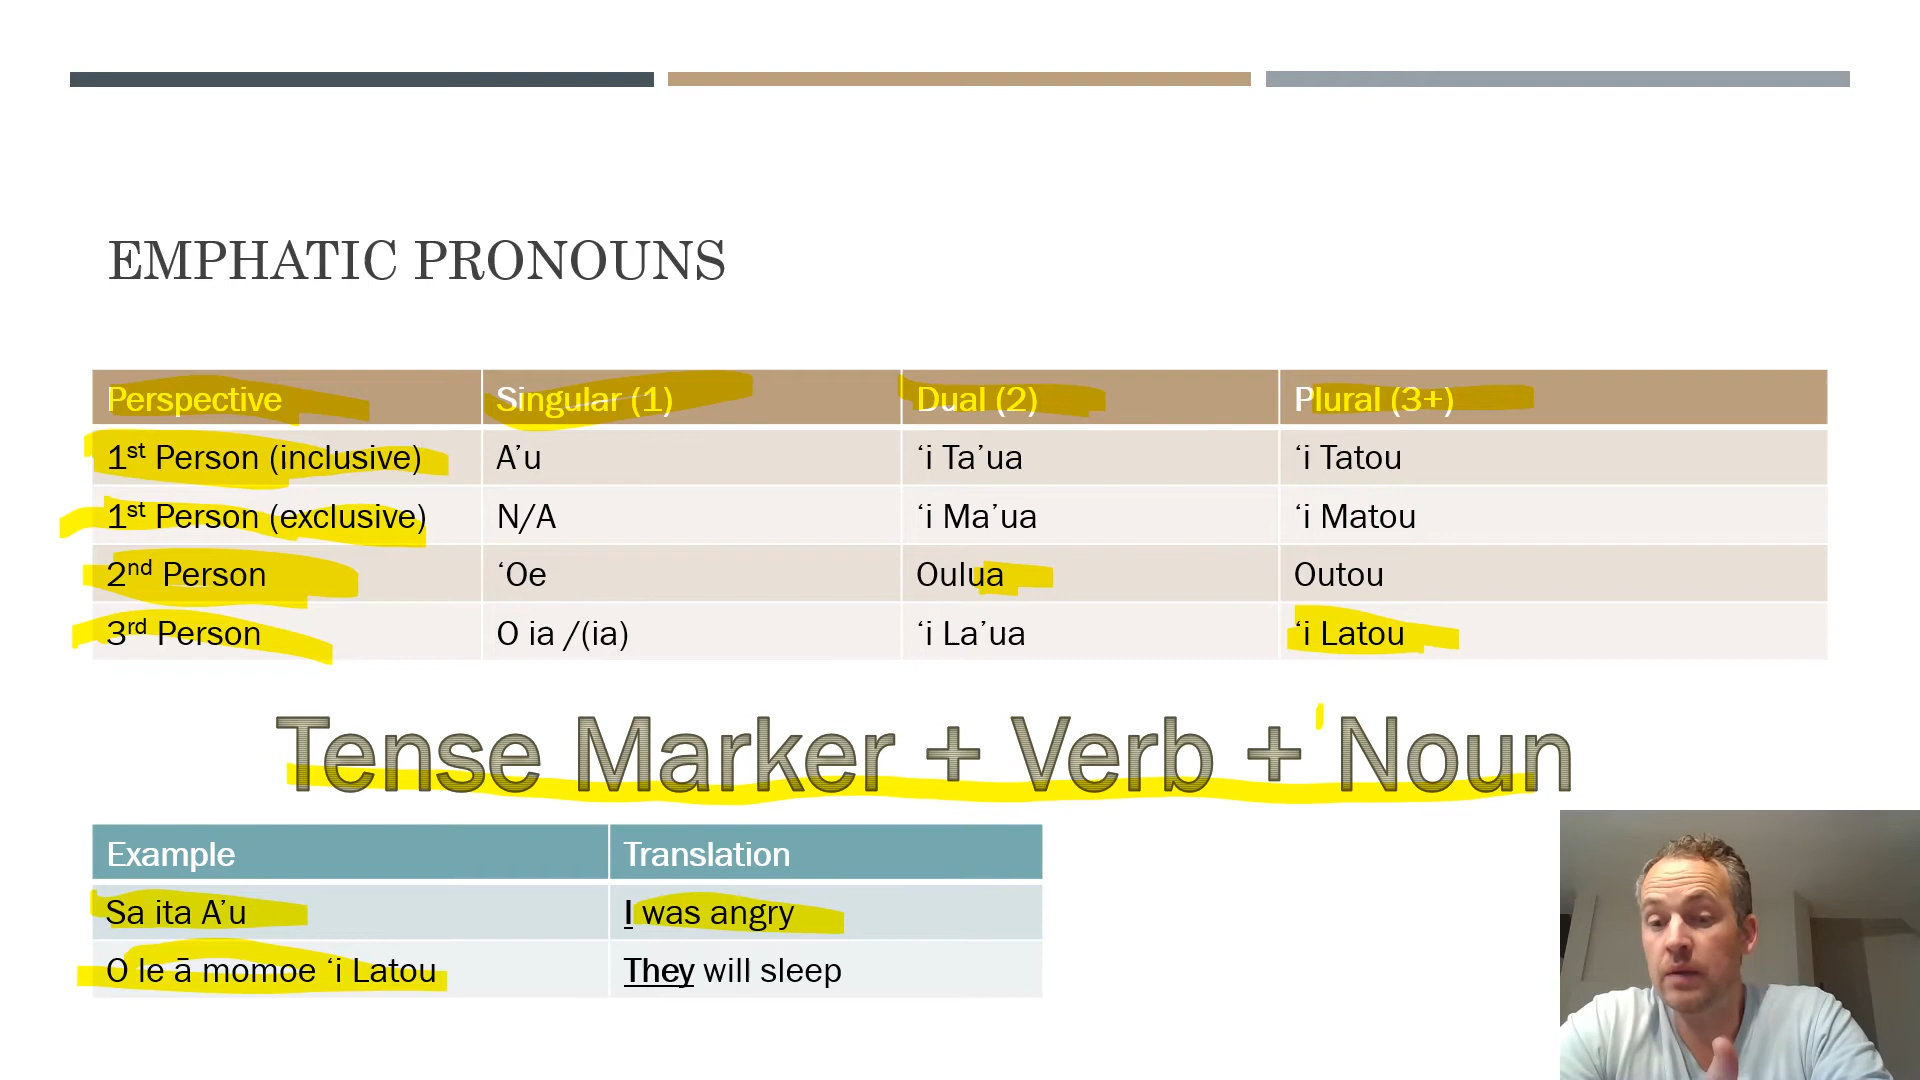 EMPHATIC PRONOUNS
Perspective Singular (1) Dual (2) Plural (3+)
1st Person (inclusive) A’u ‘i Ta’ua ‘i Tatou
1st Person (exclusive) N/A ‘i Ma’ua ‘i Matou
2nd Person ‘Oe Oulua Outou
3rd Person O ia /(ia) ‘i La’ua ‘i Latou
Tense Marker + Verb + Noun
Example Translation
Sa ita A’u I was angry
O le ā momoe ‘i Latou They will sleep